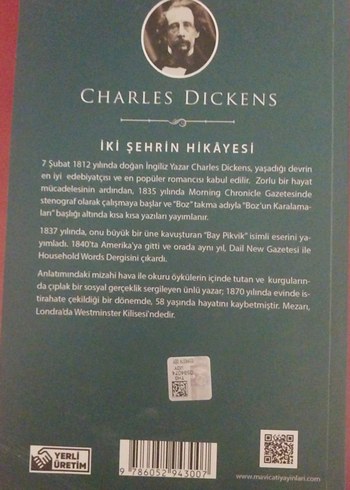 CHARLES DICKENS
İKİ ŞEHRİN HİKÂYESİ
7 Şubat 1812 yılında doğan İngiliz Yazar Charles Dickens, yaşadığı devrin
en iyi edebiyatçısı ve en popüler romancısı kabul edilir. Zorlu bir hayat
mücadelesinin ardından, 1835 yılında Morning Chronicle Gazetesinde
stenograf olarak çalışmaya başlar ve "Boz" takma adıyla "Boz'un Karalama-
ları" başlığı altında kısa kısa yazıları yayımlanır.
1837 yılında, onu büyük bir üne kavuşturan "Bay Pikvik" isimli eserini ya-
yımladı. 1840'ta Amerika'ya gitti ve orada aynı yıl, Dail New Gazetesi ile
Household Words Dergisini çıkardı.
Anlatımındaki mizahi hava ile okuru öykülerin içinde tutan ve kurguların-
da çıplak bir sosyal gerçeklik sergileyen ünlü yazar; 1870 yılında evinde is-
tirahate çekildiği bir dönemde, 58 yaşında hayatını kaybetmiştir. Mezarı,
Londra'da Westminster Kilisesi'ndedir.
YERLİ
ÜRETİM
9 786052 943007
www.mavicatiyayinlari.com